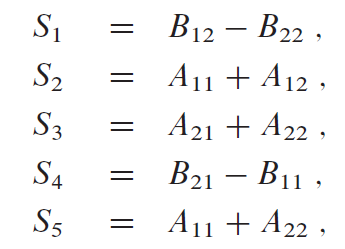 S₁ = B₁₂ − B₂₂ ,
S₂ = A₁₁ + A₁₂ ,
S₃ = A₂₁ + A₂₂ ,
S₄ = B₂₁ − B₁₁ ,
S₅ = A₁₁ + A₂₂ ,